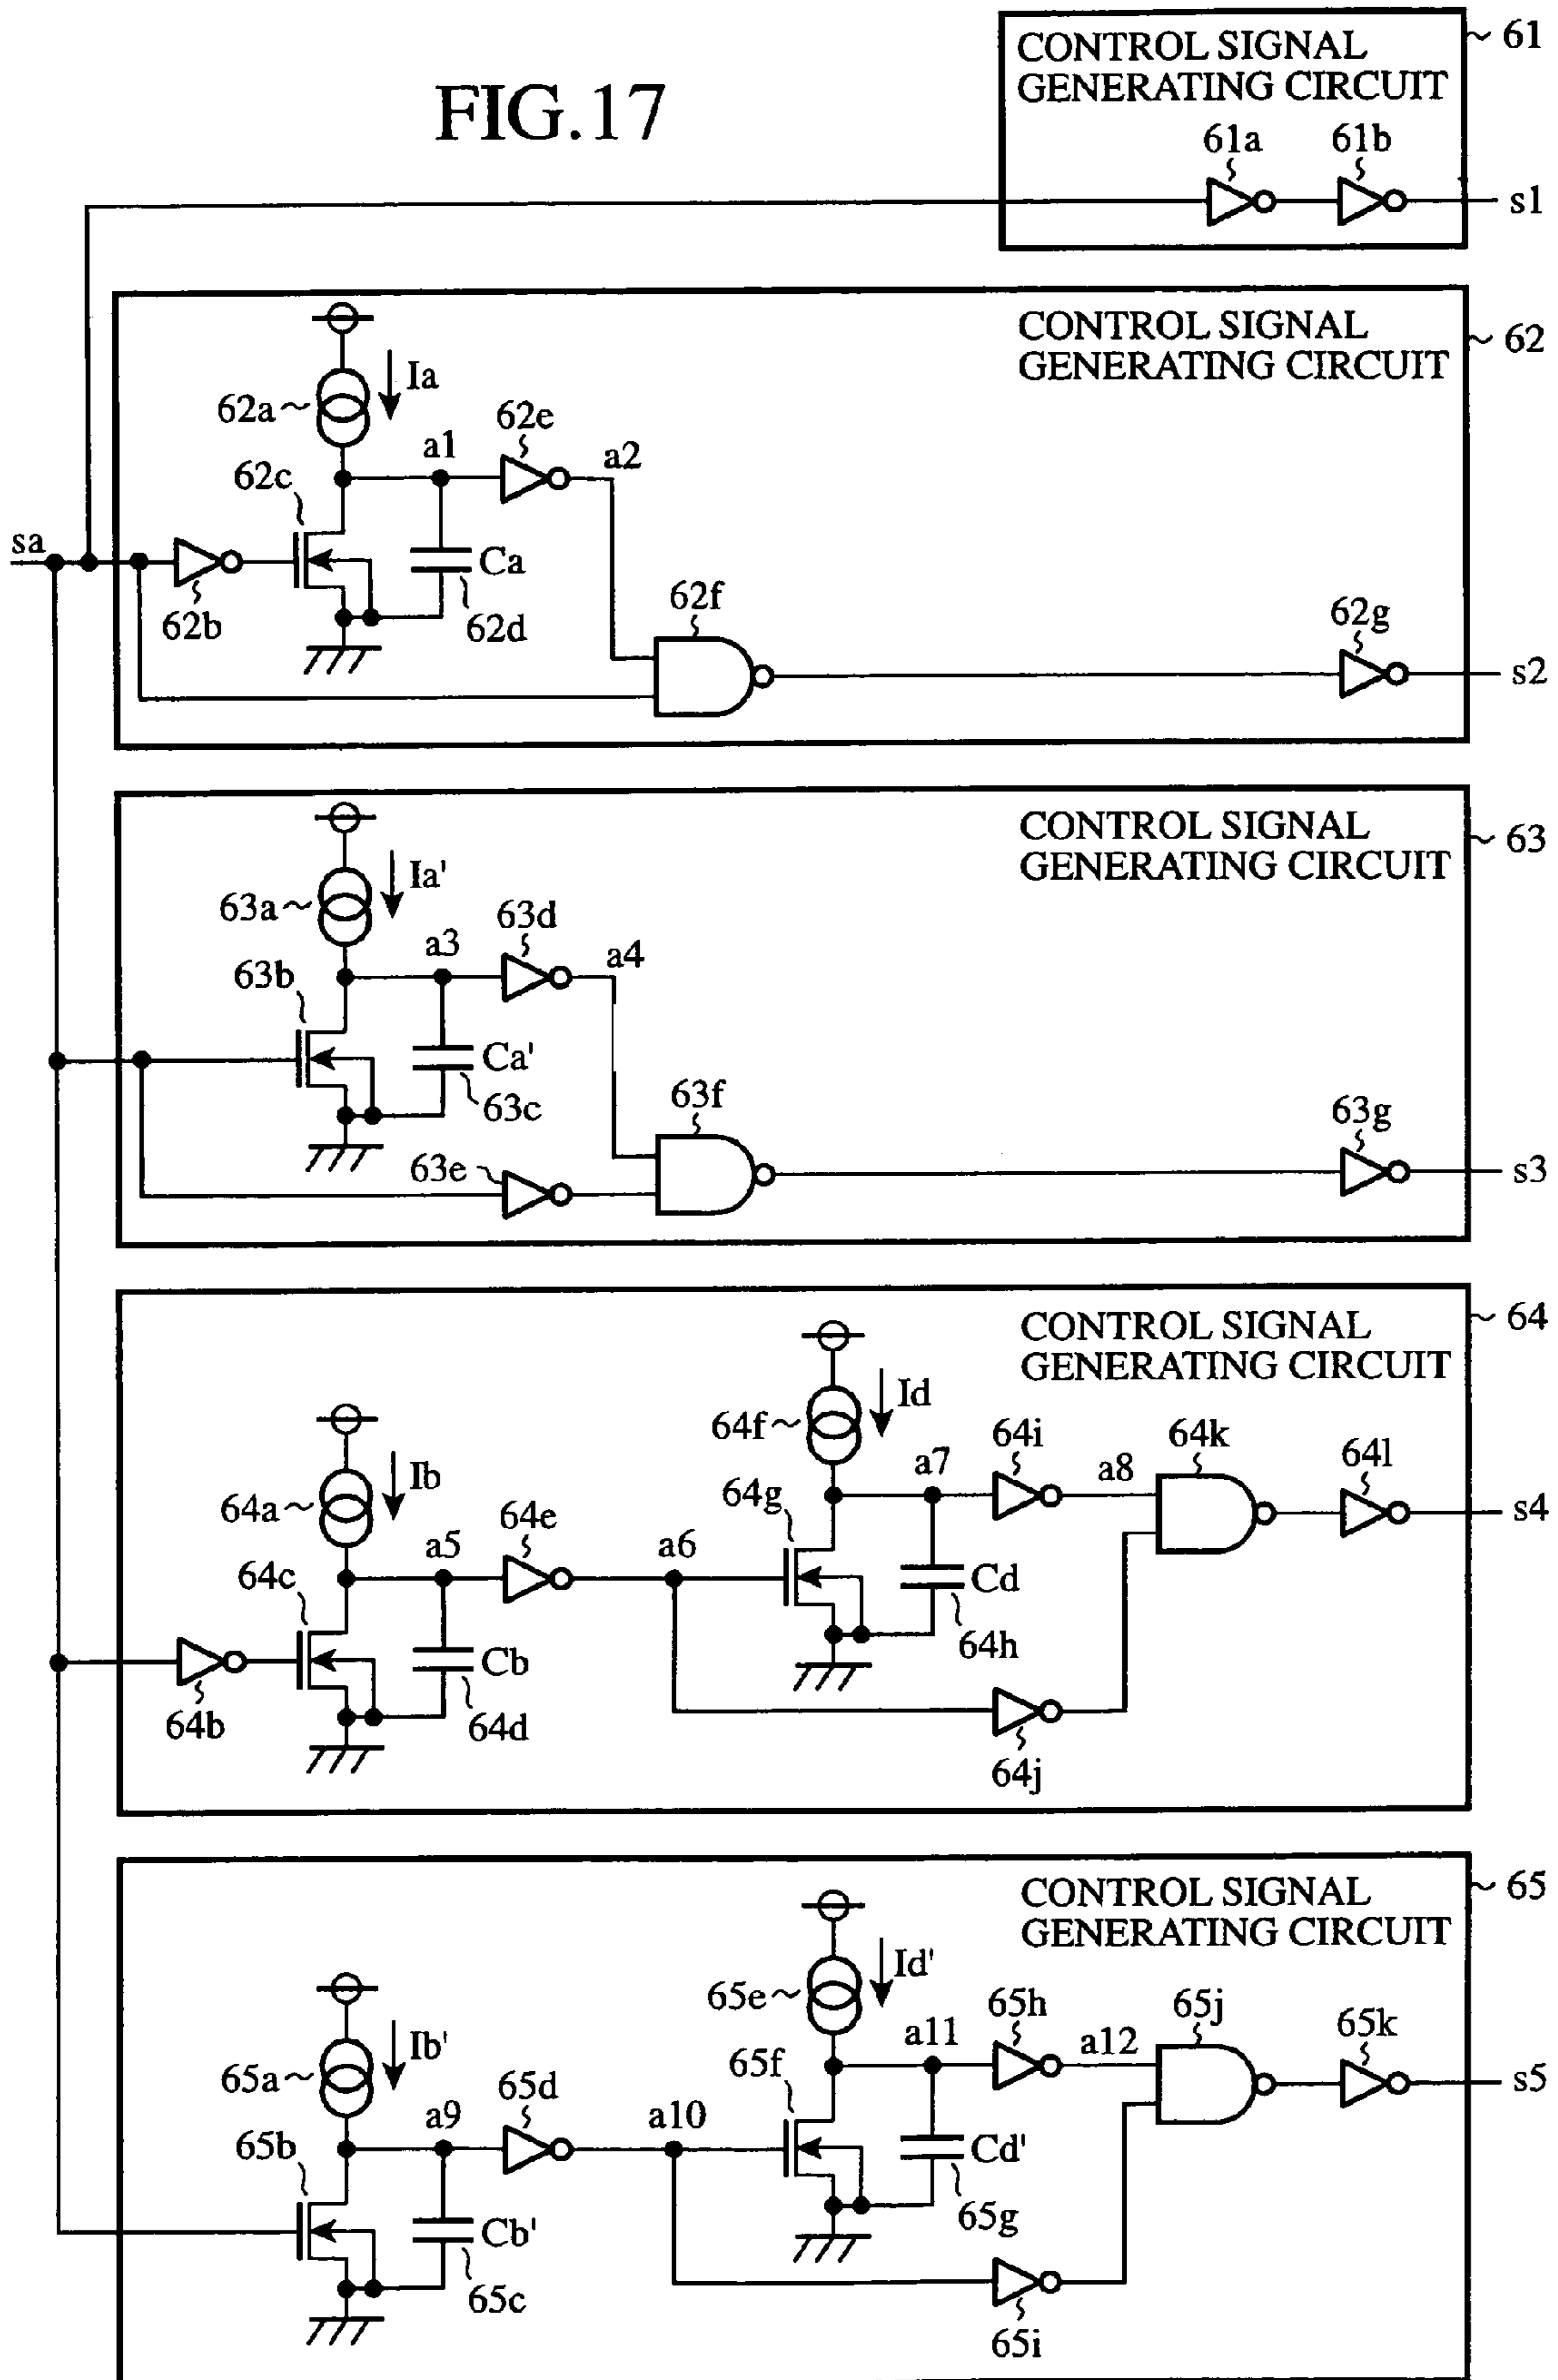 FIG.17
CONTROL SIGNAL
GENERATING CIRCUIT
61
61a
61b
s1
CONTROL SIGNAL
GENERATING CIRCUIT
62
Ia
62a
62e
a1
a2
62c
sa
62b
Ca
62d
62f
62g
s2
CONTROL SIGNAL
GENERATING CIRCUIT
63
Ia'
63a
63d
a3
a4
63b
Ca'
63c
63f
63e
63g
s3
CONTROL SIGNAL
GENERATING CIRCUIT
64
Id
64f
64i
64k
64l
a7
a8
s4
Ib
64a
64e
64g
a5
a6
64c
Cd
64h
Cb
64b
64d
64j
CONTROL SIGNAL
GENERATING CIRCUIT
65
Id'
65e
65h
65j
65k
a11
a12
s5
Ib'
65a
65d
65f
a9
a10
65b
Cd'
65g
Cb'
65c
65i